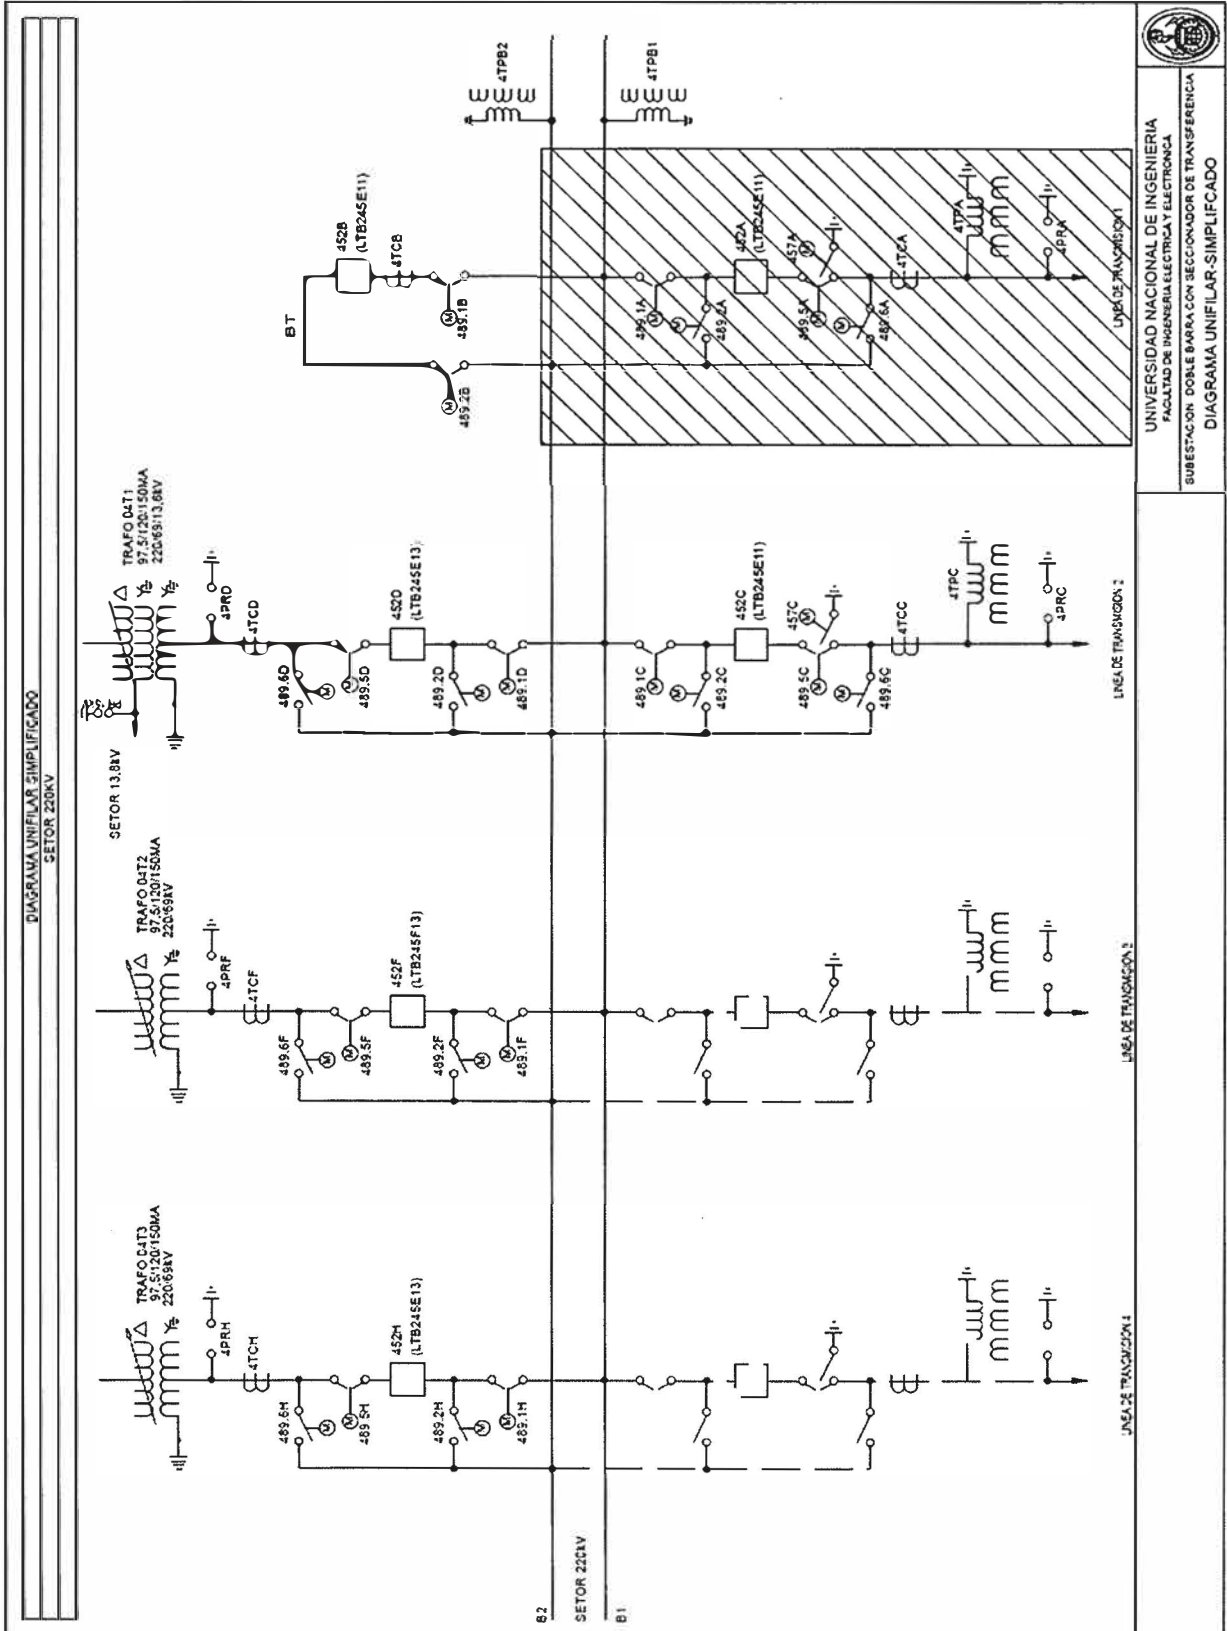 DIAGRAMA UNIFILAR SIMPLIFICADO
SETOR 220KV
SETOR 13.8kV
TRAFO 04T3
97.5/120/150MA
220/69kV
4PRH
4TCH
489.6H
489.5H
452H
(LTB245E13)
489.2H
489.1H
TRAFO 04T2
97.5/120/150MA
220/69kV
4PRF
4TCF
489.6F
489.5F
452F
(LTB245F13)
489.2F
489.1F
TRAFO 04T1
97.5/120/150MA
220/69/13.8kV
4PRD
4TCD
489.6D
489.5D
452D
(LTB245E13)
489.2D
489.1D
BT
452B
(LTB245E11)
4TCB
489.1B
489.2B
4TPB2
4TPB1
B2
SETOR 220kV
B1
489.1C
489.2C
452C
(LTB245E11)
457C
489.5C
489.6C
4TCC
4TPC
4PRC
489.1A
489.2A
452A
(LTB245E11)
457A
489.5A
489.6A
4TCA
4TPA
4PRA
LINEA DE TRANSMISION 4
LINEA DE TRANSMISION 3
LINEA DE TRANSMISION 2
LINEA DE TRANSMISION 1
UNIVERSIDAD NACIONAL DE INGENIERIA
FACULTAD DE INGENIERIA ELECTRICA Y ELECTRONICA
SUBESTACION DOBLE BARRA CON SECCIONADOR DE TRANSFERENCIA
DIAGRAMA UNIFILAR-SIMPLIFCADO